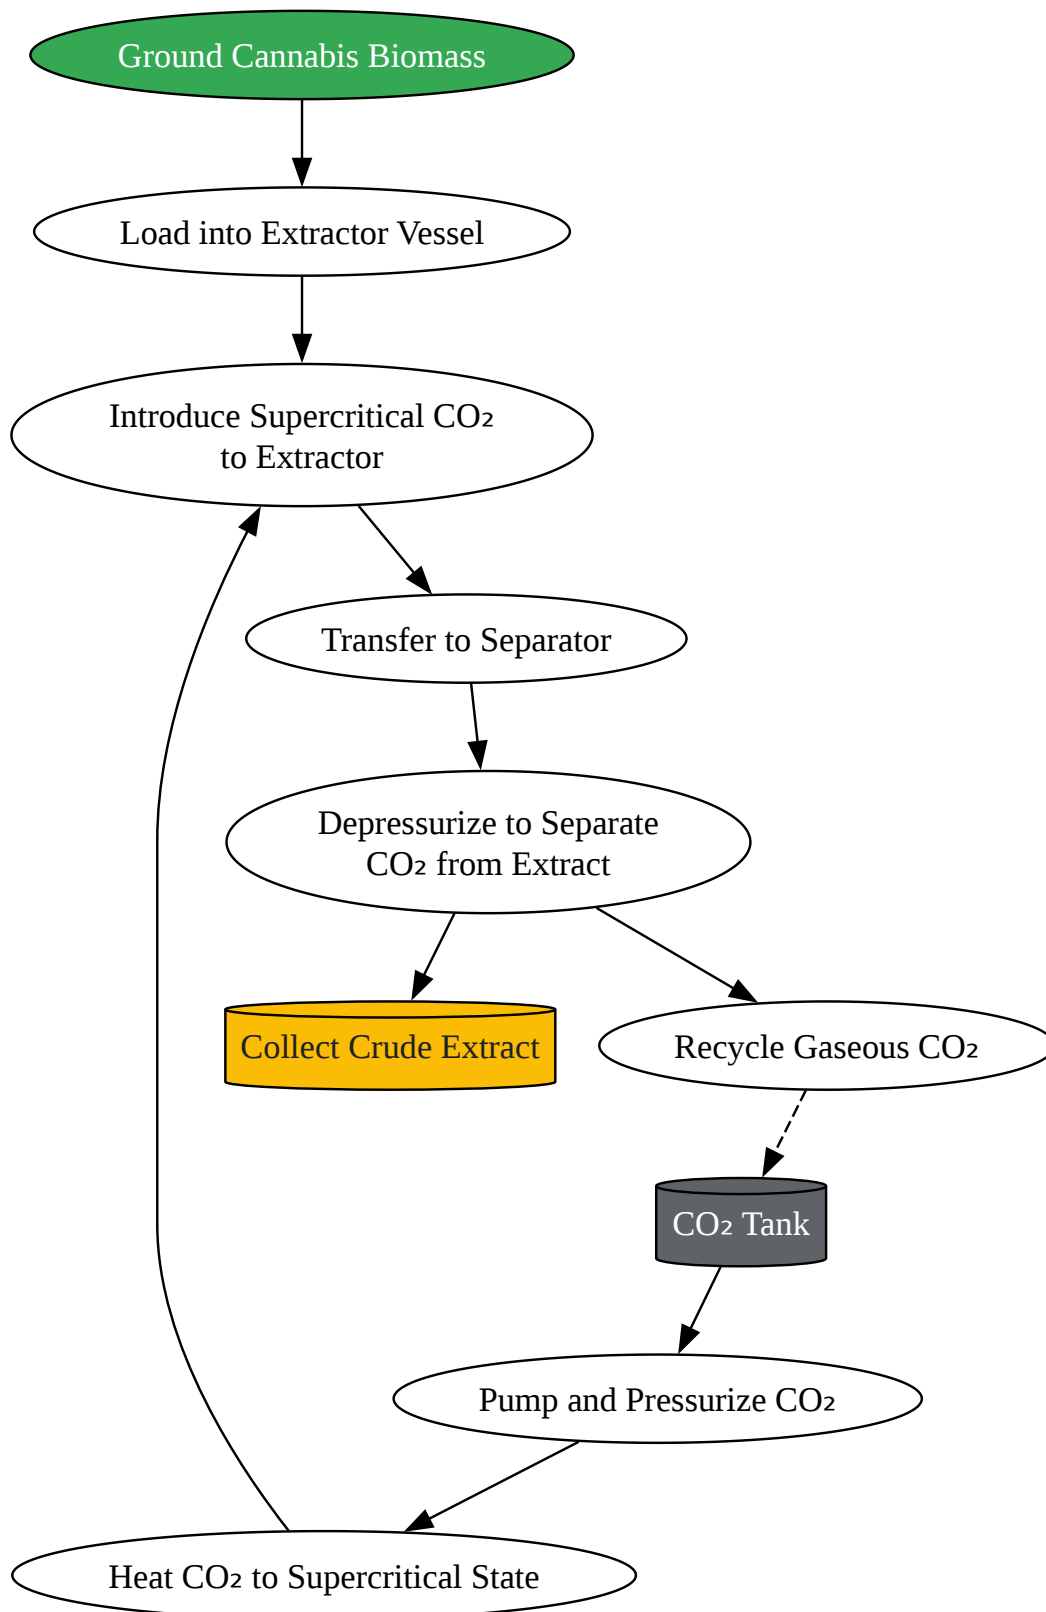 Ground Cannabis Biomass
Load into Extractor Vessel
Introduce Supercritical CO₂
to Extractor
Transfer to Separator
Depressurize to Separate
CO₂ from Extract
Collect Crude Extract
Recycle Gaseous CO₂
CO₂ Tank
Pump and Pressurize CO₂
Heat CO₂ to Supercritical State